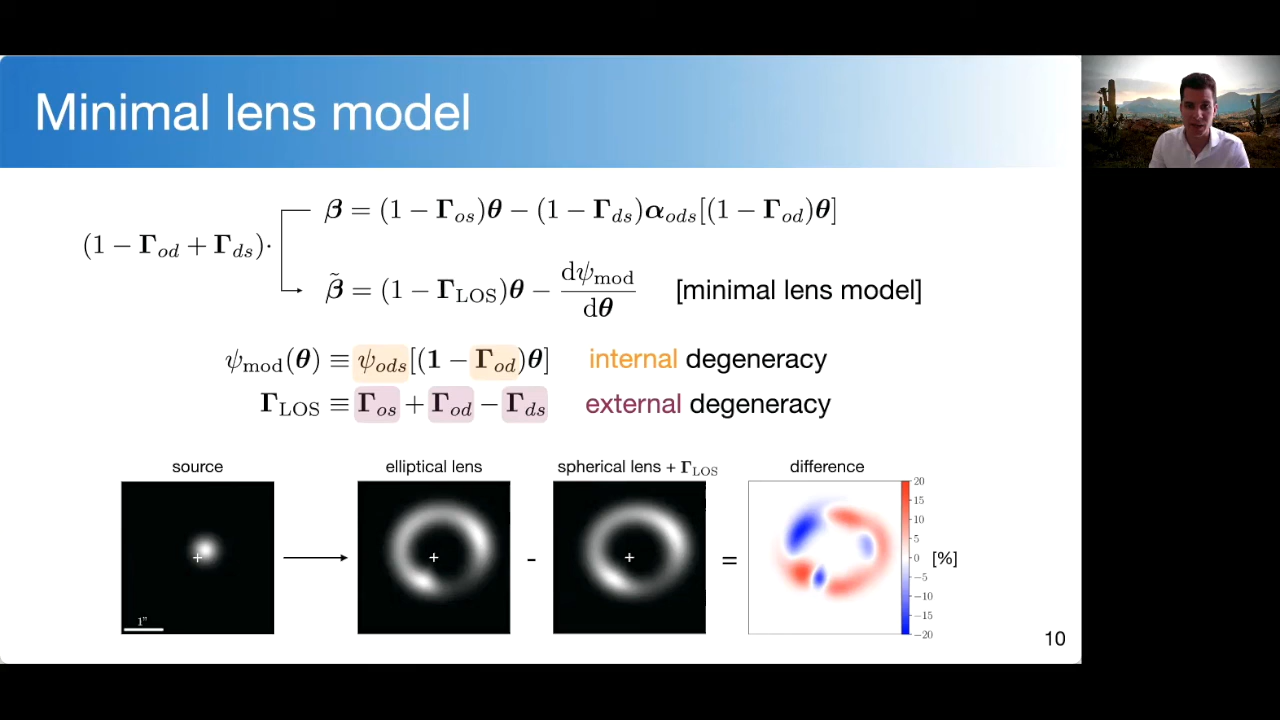 Minimal lens model
β = (1 − Γ_os)θ − (1 − Γ_ds)α_ods[(1 − Γ_od)θ]
(1 − Γ_od + Γ_ds)·
β̃ = (1 − Γ_LOS)θ − dψ_mod/dθ [minimal lens model]
ψ_mod(θ) ≡ ψ_ods[(1 − Γ_od)θ] internal degeneracy
Γ_LOS ≡ Γ_os + Γ_od − Γ_ds external degeneracy
source elliptical lens spherical lens + Γ_LOS difference
20
15
10
5
0
−5
−10
−15
−20
- = [%]
1"
10